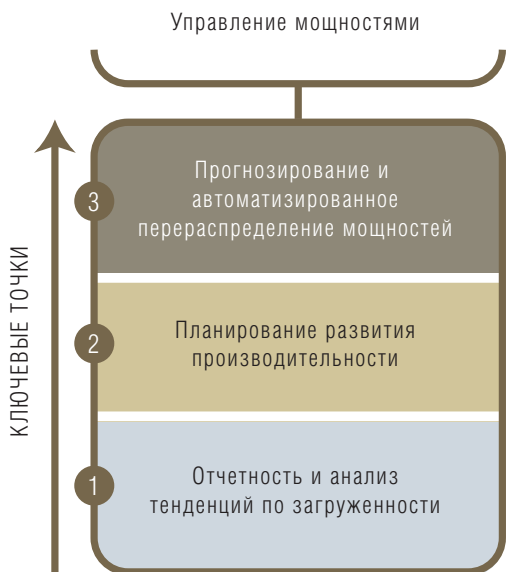 Управление мощностями
КЛЮЧЕВЫЕ ТОЧКИ
3
Прогнозирование и
автоматизированное
перераспределение мощностей
2
Планирование развития
производительности
1
Отчетность и анализ
тенденций по загруженности